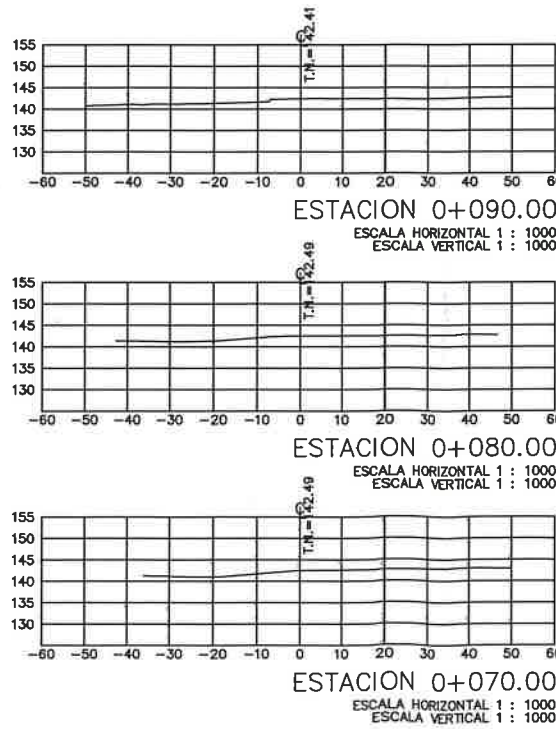 T.N.=142.41
155
150
145
140
135
130
-60 -50 -40 -30 -20 -10 0 10 20 30 40 50 60
ESTACION 0+090.00
ESCALA HORIZONTAL 1 : 1000
ESCALA VERTICAL 1 : 1000
T.N.=142.49
155
150
145
140
135
130
-60 -50 -40 -30 -20 -10 0 10 20 30 40 50 60
ESTACION 0+080.00
ESCALA HORIZONTAL 1 : 1000
ESCALA VERTICAL 1 : 1000
T.N.=142.49
155
150
145
140
135
130
-60 -50 -40 -30 -20 -10 0 10 20 30 40 50 60
ESTACION 0+070.00
ESCALA HORIZONTAL 1 : 1000
ESCALA VERTICAL 1 : 1000